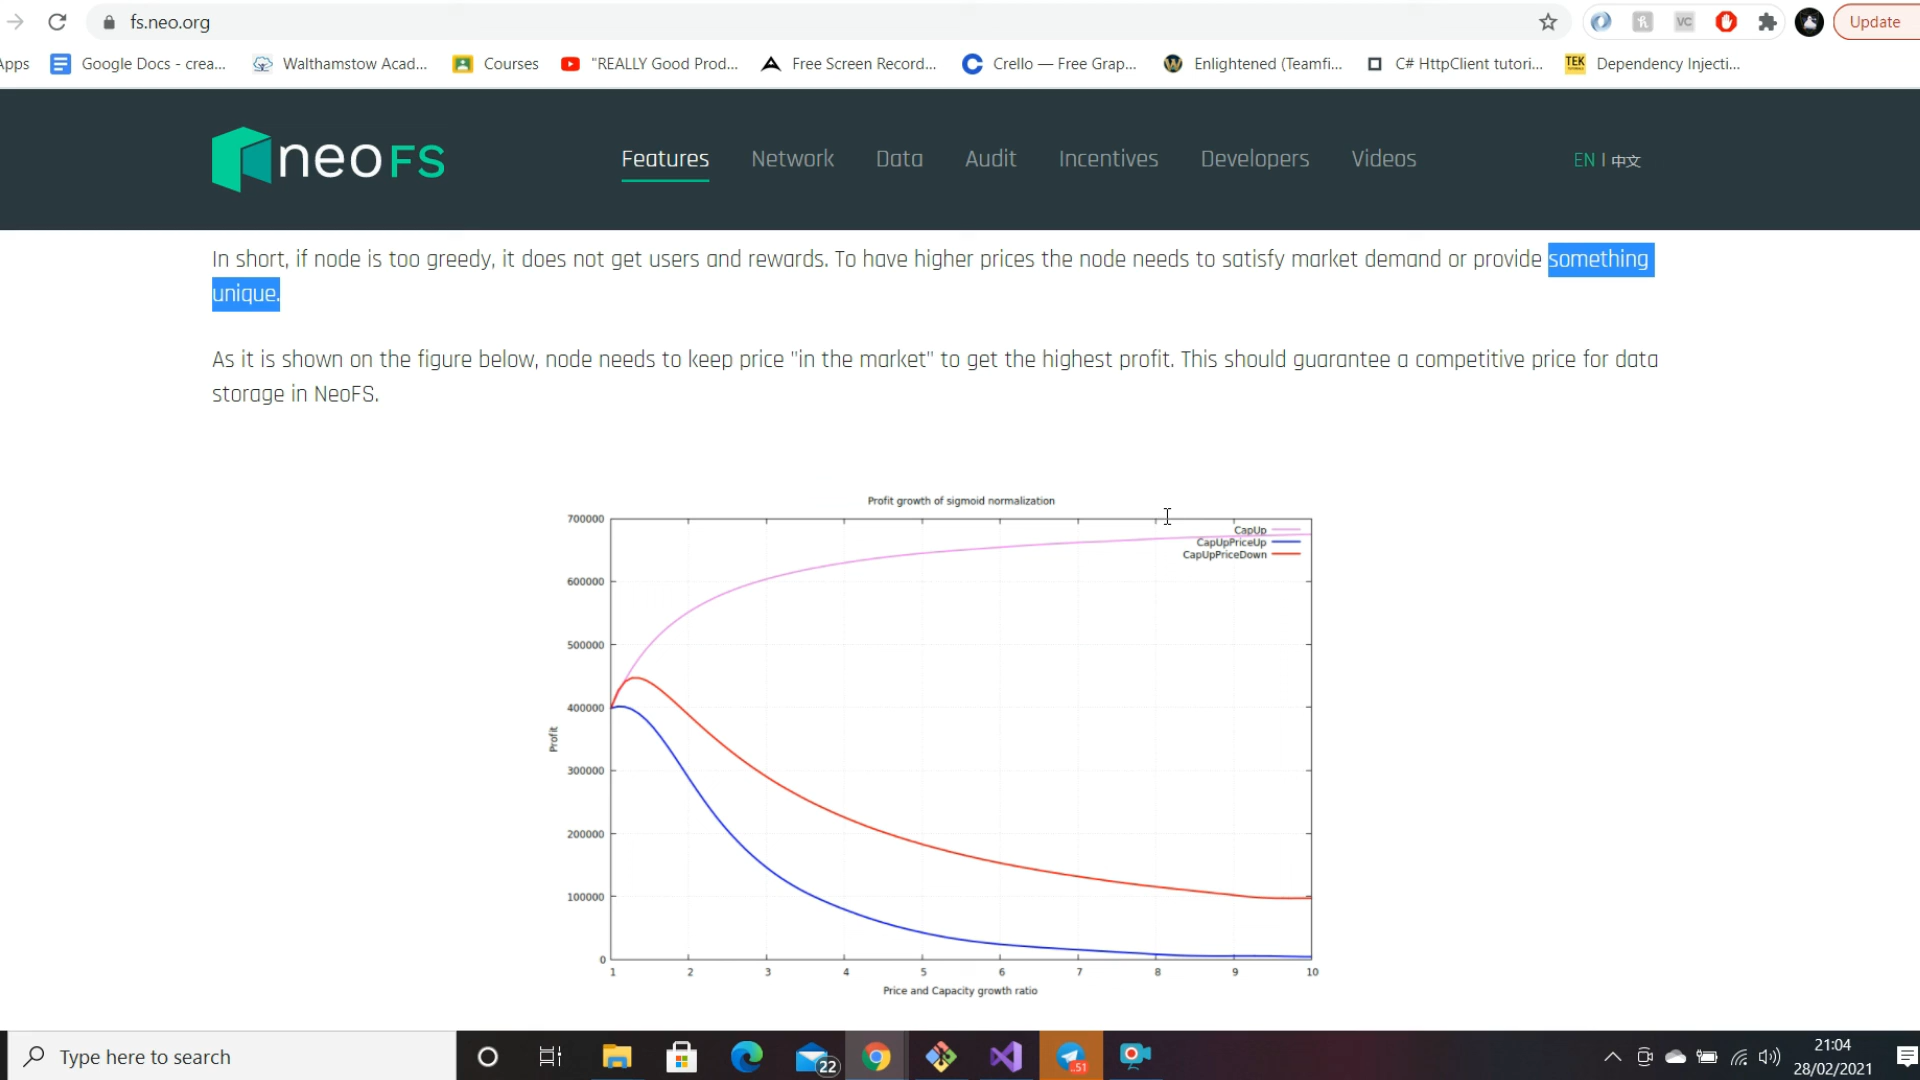 fs.neo.org
VC
Update
Apps
Google Docs - crea...
Walthamstow Acad...
Courses
"REALLY Good Prod...
Free Screen Record...
Crello — Free Grap...
Enlightened (Teamfi...
C# HttpClient tutori...
TEK
Dependency Injecti...
neoFS
Features
Network
Data
Audit
Incentives
Developers
Videos
EN | 中文
In short, if node is too greedy, it does not get users and rewards. To have higher prices the node needs to satisfy market demand or provide something
unique.
As it is shown on the figure below, node needs to keep price "in the market" to get the highest profit. This should guarantee a competitive price for data
storage in NeoFS.
Profit growth of sigmoid normalization
700000
600000
500000
400000
300000
200000
100000
0
CapUp
CapUpPriceUp
CapUpPriceDown
Profit
1 2 3 4 5 6 7 8 9 10
Price and Capacity growth ratio
Type here to search
22
..51
21:04
28/02/2021